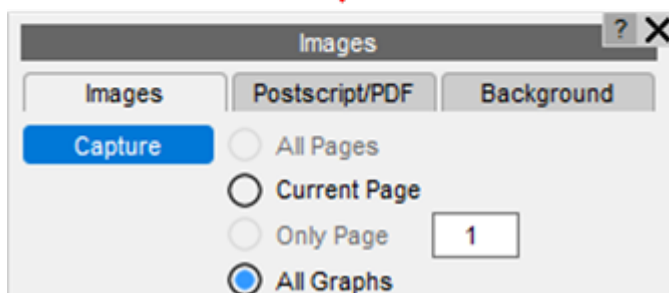 Images
?
Images Postscript/PDF Background
Capture All Pages
Current Page
Only Page 1
All Graphs